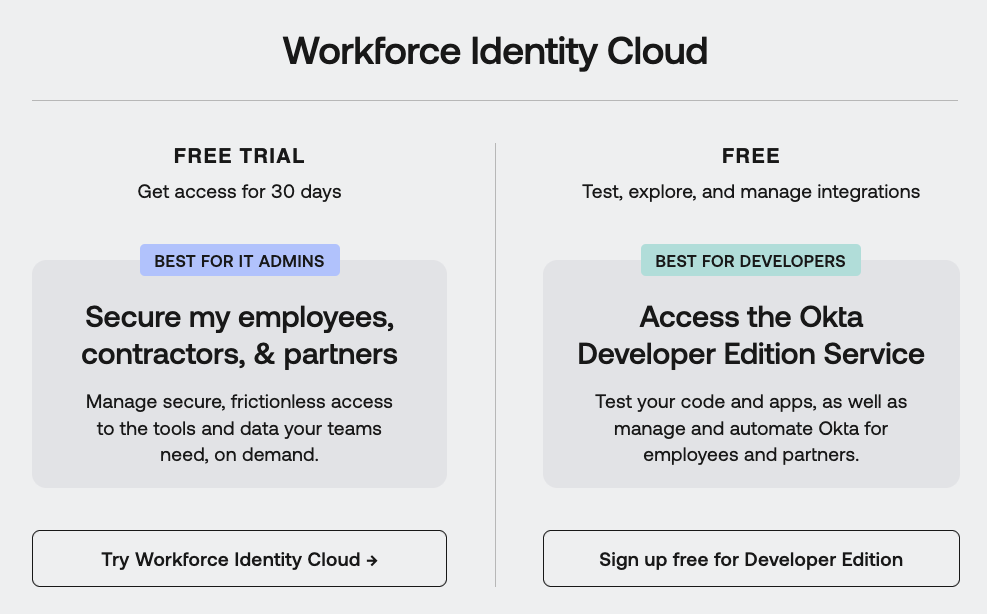 Workforce Identity Cloud
FREE TRIAL
Get access for 30 days
BEST FOR IT ADMINS
Secure my employees,
contractors, & partners
Manage secure, frictionless access
to the tools and data your teams
need, on demand.
Try Workforce Identity Cloud →
FREE
Test, explore, and manage integrations
BEST FOR DEVELOPERS
Access the Okta
Developer Edition Service
Test your code and apps, as well as
manage and automate Okta for
employees and partners.
Sign up free for Developer Edition